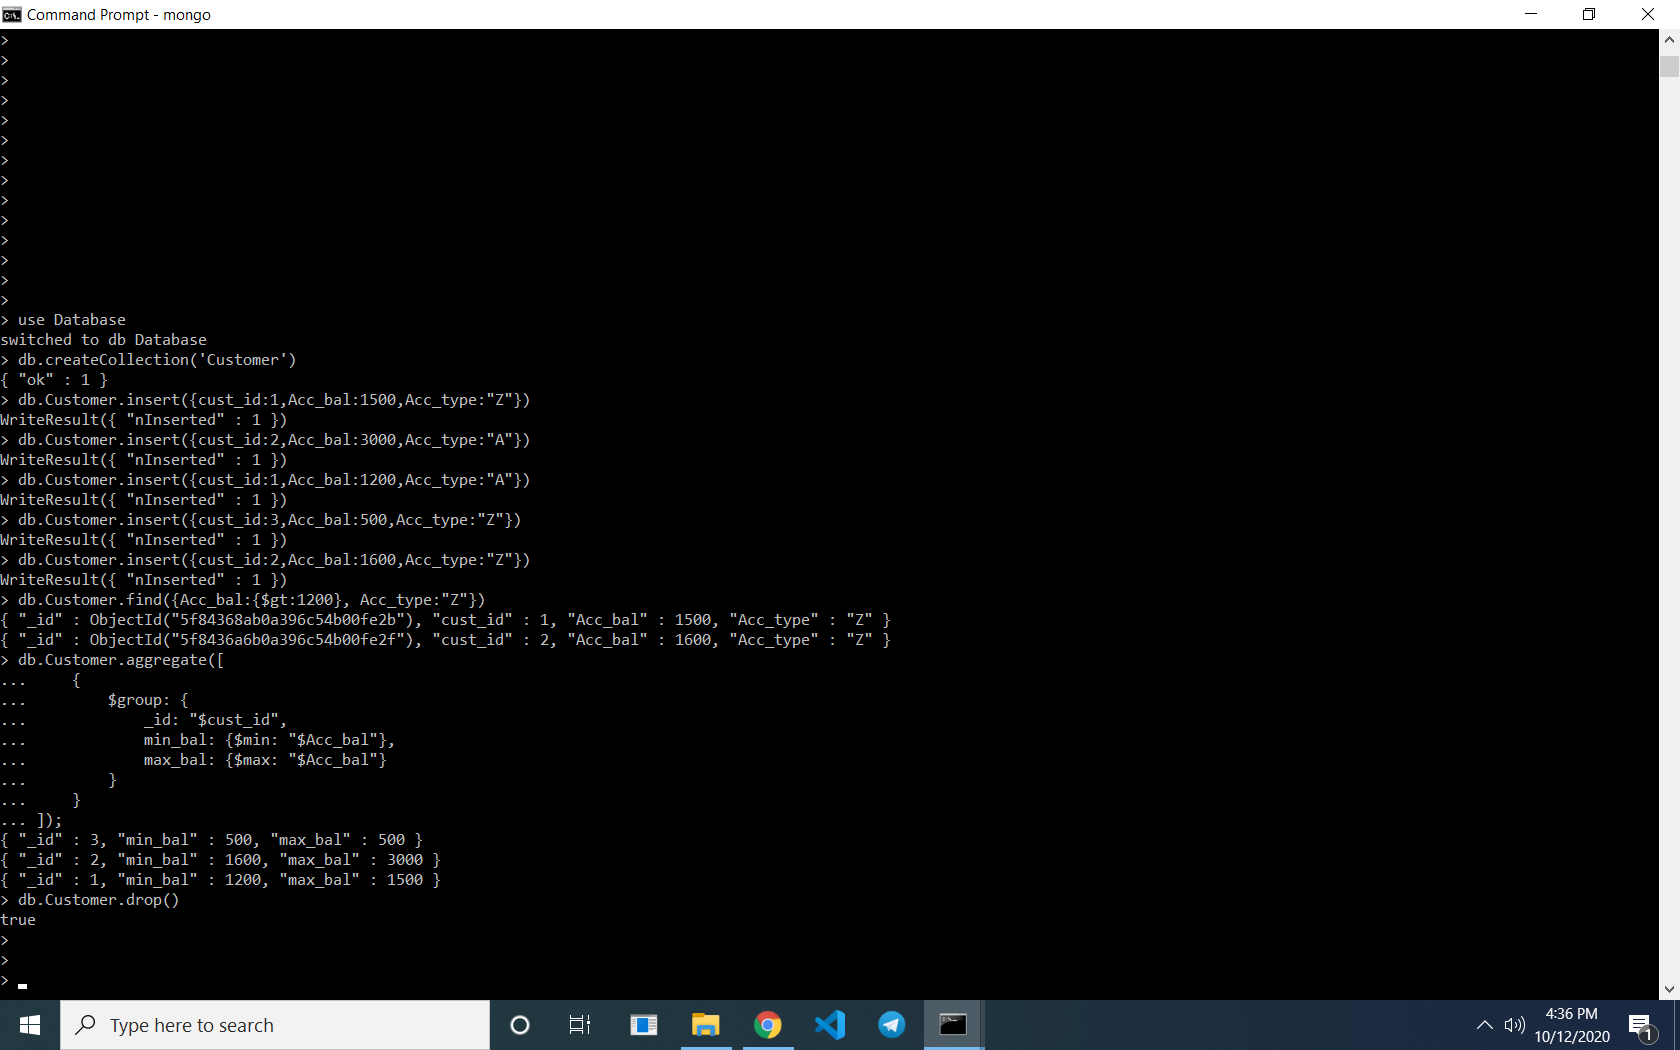 Command Prompt - mongo
>
>
>
>
>
>
>
>
>
>
>
>
>
>
> use Database
switched to db Database
> db.createCollection('Customer')
{ "ok" : 1 }
> db.Customer.insert({cust_id:1,Acc_bal:1500,Acc_type:"Z"})
WriteResult({ "nInserted" : 1 })
> db.Customer.insert({cust_id:2,Acc_bal:3000,Acc_type:"A"})
WriteResult({ "nInserted" : 1 })
> db.Customer.insert({cust_id:1,Acc_bal:1200,Acc_type:"A"})
WriteResult({ "nInserted" : 1 })
> db.Customer.insert({cust_id:3,Acc_bal:500,Acc_type:"Z"})
WriteResult({ "nInserted" : 1 })
> db.Customer.insert({cust_id:2,Acc_bal:1600,Acc_type:"Z"})
WriteResult({ "nInserted" : 1 })
> db.Customer.find({Acc_bal:{$gt:1200}, Acc_type:"Z"})
{ "_id" : ObjectId("5f84368ab0a396c54b00fe2b"), "cust_id" : 1, "Acc_bal" : 1500, "Acc_type" : "Z" }
{ "_id" : ObjectId("5f8436a6b0a396c54b00fe2f"), "cust_id" : 2, "Acc_bal" : 1600, "Acc_type" : "Z" }
> db.Customer.aggregate([
...     {
...         $group: {
...             _id: "$cust_id",
...             min_bal: {$min: "$Acc_bal"},
...             max_bal: {$max: "$Acc_bal"}
...         }
...     }
... ]);
{ "_id" : 3, "min_bal" : 500, "max_bal" : 500 }
{ "_id" : 2, "min_bal" : 1600, "max_bal" : 3000 }
{ "_id" : 1, "min_bal" : 1200, "max_bal" : 1500 }
> db.Customer.drop()
true
>
>
>
Type here to search
4:36 PM
10/12/2020
1